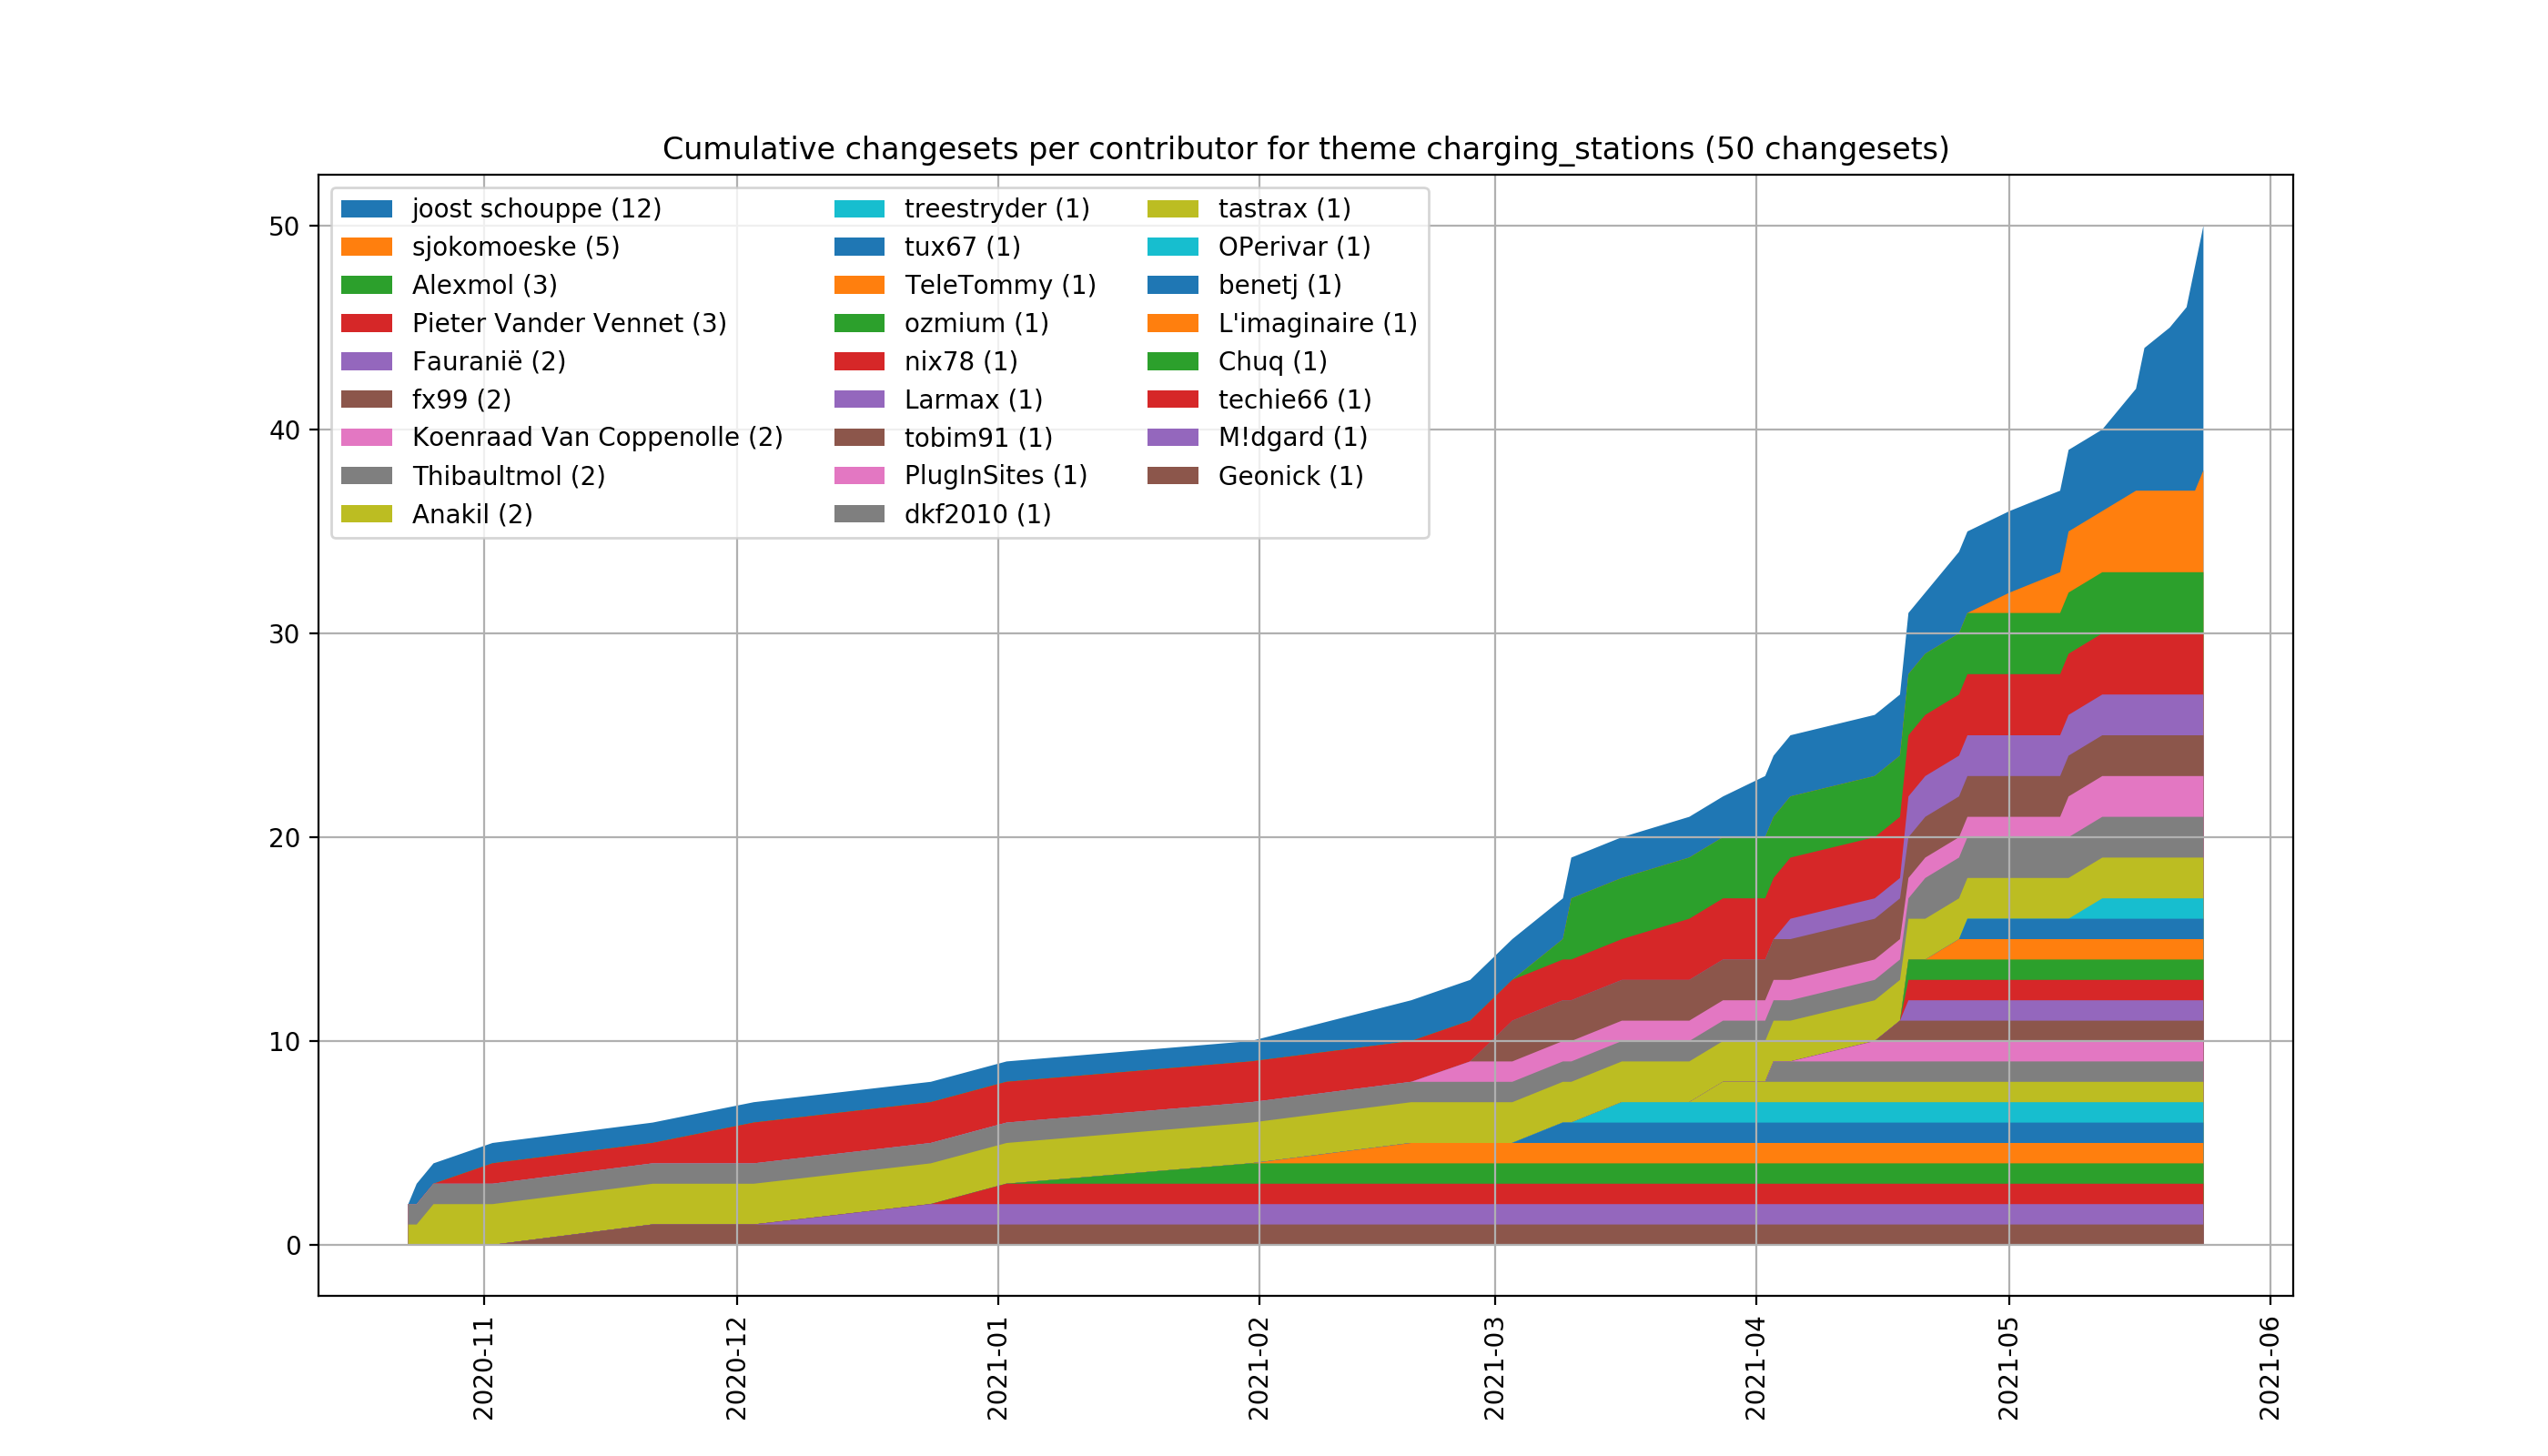 Cumulative changesets per contributor for theme charging_stations (50 changesets)
joost schouppe (12)
sjokomoeske (5)
Alexmol (3)
Pieter Vander Vennet (3)
Fauranië (2)
fx99 (2)
Koenraad Van Coppenolle (2)
Thibaultmol (2)
Anakil (2)
treestryder (1)
tux67 (1)
TeleTommy (1)
ozmium (1)
nix78 (1)
Larmax (1)
tobim91 (1)
PlugInSites (1)
dkf2010 (1)
tastrax (1)
OPerivar (1)
benetj (1)
L'imaginaire (1)
Chuq (1)
techie66 (1)
M!dgard (1)
Geonick (1)
50
40
30
20
10
0
2020-11
2020-12
2021-01
2021-02
2021-03
2021-04
2021-05
2021-06